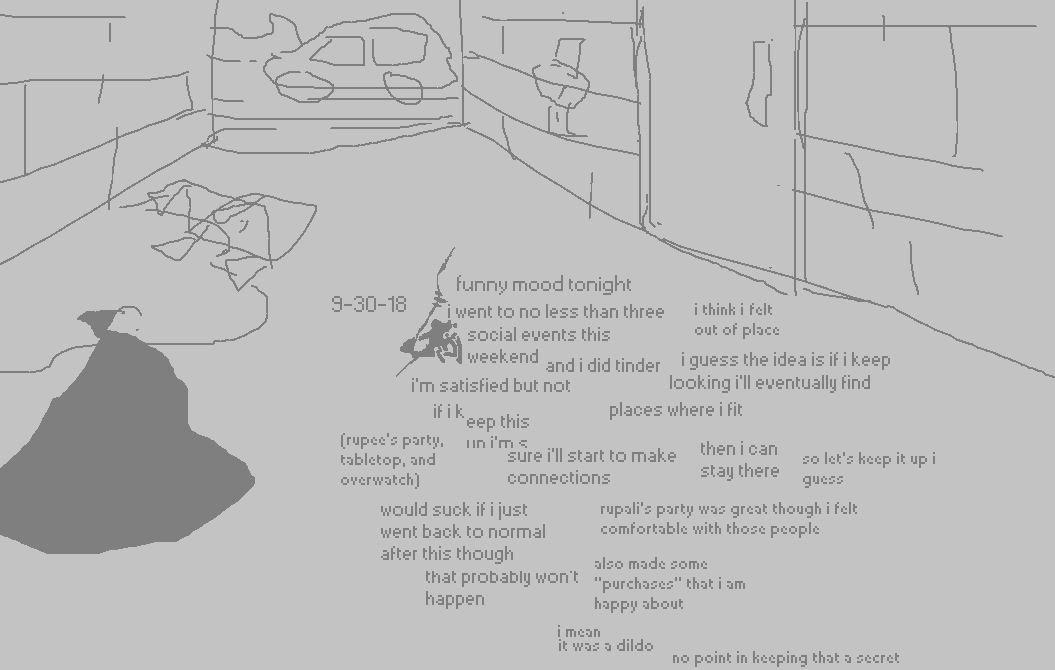 funny mood tonight
9-30-18
i went to no less than three
social events this
weekend
and i did tinder
i'm satisfied but not
i think i felt
out of place
i guess the idea is if i keep
looking i'll eventually find
places where i fit
if i k
eep this
up i'm s
sure i'll start to make
connections
(rupee's party,
tabletop, and
overwatch)
then i can
stay there
so let's keep it up i
guess
would suck if i just
went back to normal
after this though
that probably won't
happen
rupali's party was great though i felt
comfortable with those people
also made some
"purchases" that i am
happy about
i mean
it was a dildo
no point in keeping that a secret